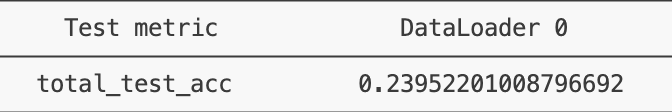 Test metric DataLoader 0
total_test_acc 0.23952201008796692